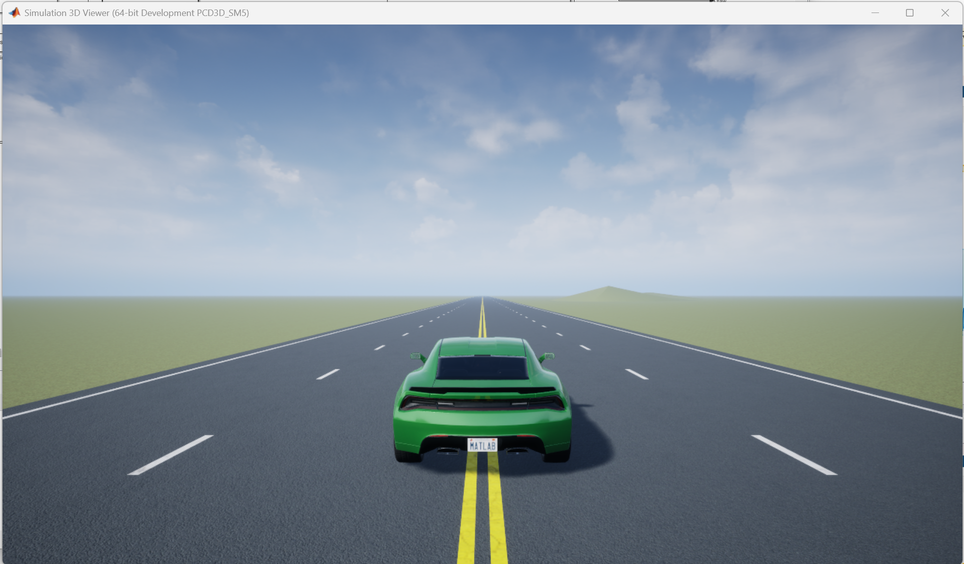 Simulation 3D Viewer (64-bit Development PCD3D_SM5)
MATLAB